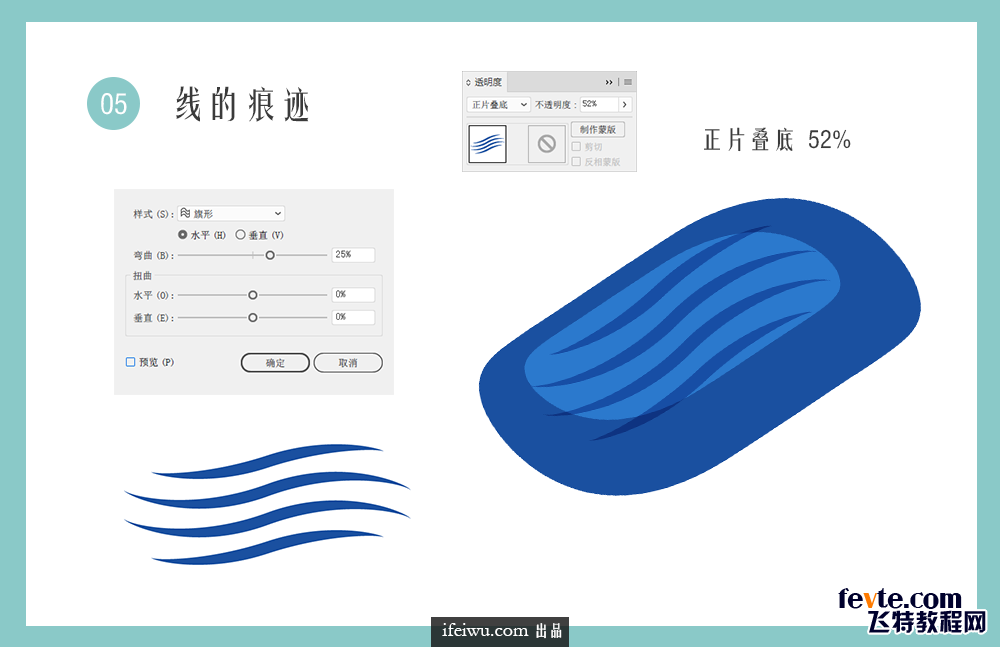 05 线的痕迹
透明度
正片叠底 不透明度: 52%
制作蒙版
剪切
反相蒙版
正片叠底 52%
样式 (S): 旗形
水平 (H) 垂直 (V)
弯曲 (B): 25%
扭曲
水平 (O): 0%
垂直 (E): 0%
预览 (P) 确定 取消
fevte.com
飞特教程网
ifeiwu.com 出品